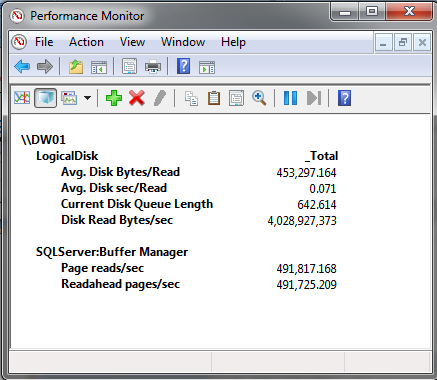 Performance Monitor
File Action View Window Help
\\DW01
LogicalDisk _Total
Avg. Disk Bytes/Read 453,297.164
Avg. Disk sec/Read 0.071
Current Disk Queue Length 642.614
Disk Read Bytes/sec 4,028,927,373
SQLServer:Buffer Manager
Page reads/sec 491,817.168
Readahead pages/sec 491,725.209